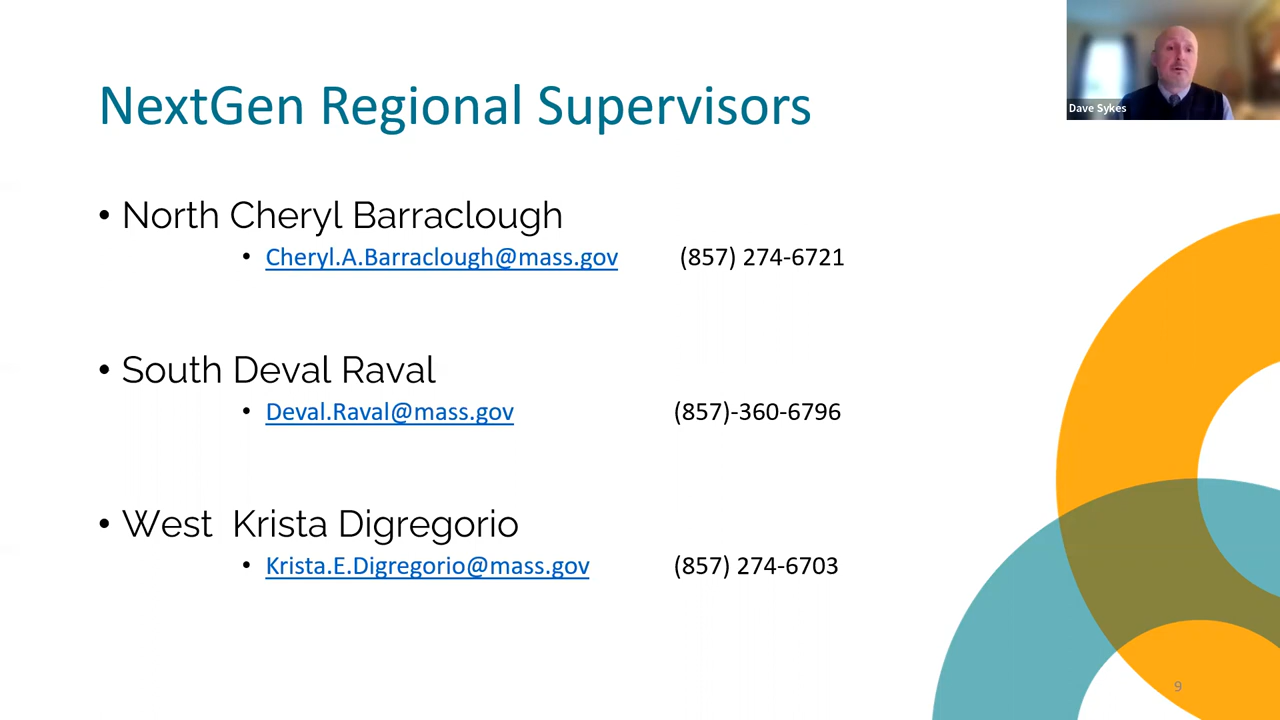 NextGen Regional Supervisors
Dave Sykes
• North Cheryl Barraclough
• Cheryl.A.Barraclough@mass.gov (857) 274-6721
• South Deval Raval
• Deval.Raval@mass.gov (857)-360-6796
• West  Krista Digregorio
• Krista.E.Digregorio@mass.gov (857) 274-6703
9